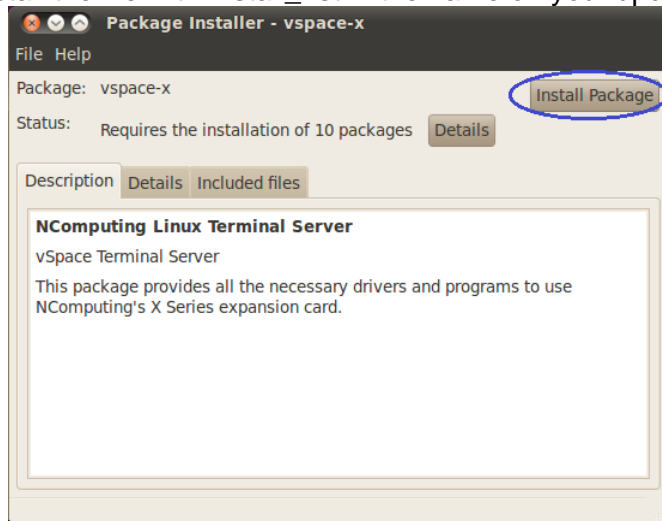 Package Installer - vspace-x
File Help
Package: vspace-x
Install Package
Status: Requires the installation of 10 packages Details
Description Details Included files
NComputing Linux Terminal Server
vSpace Terminal Server
This package provides all the necessary drivers and programs to use
NComputing's X Series expansion card.